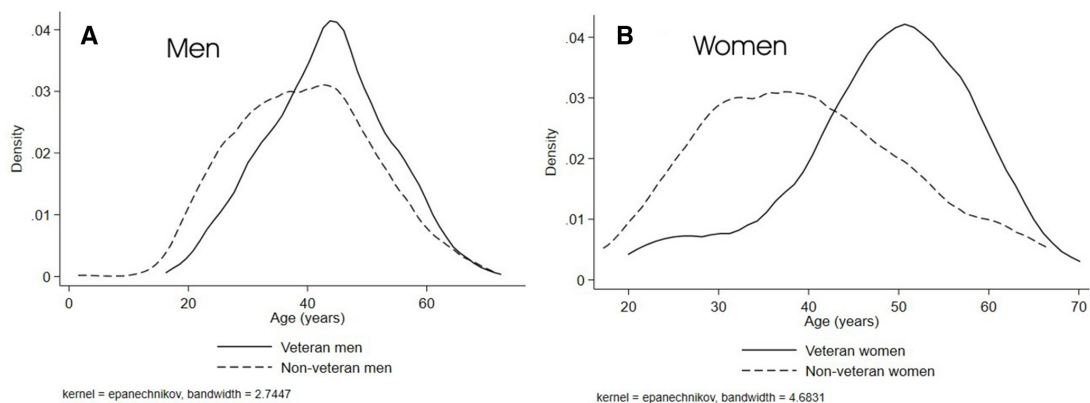 A
Men
.04
.03
.02
.01
0
Density
0 20 40 60
Age (years)
Veteran men
Non-veteran men
kernel = epanechnikov, bandwidth = 2.7447
B
Women
.04
.03
.02
.01
0
Density
20 30 40 50 60 70
Age (years)
Veteran women
Non-veteran women
kernel = epanechnikov, bandwidth = 4.6831